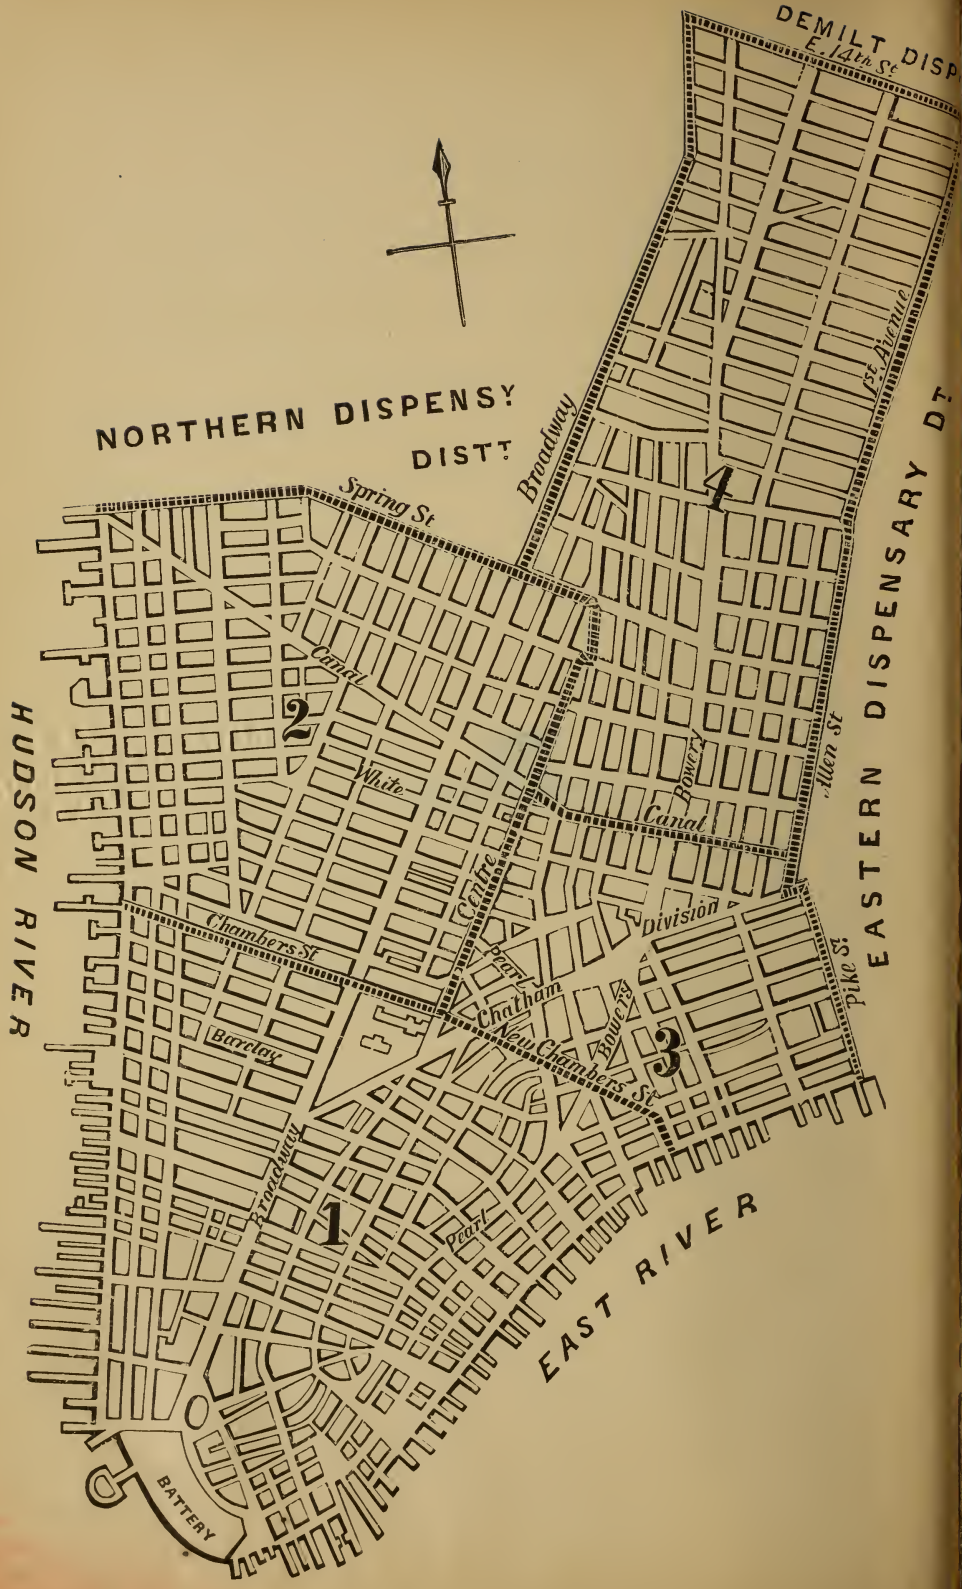 DEMILT DISP
E. 14th St
NORTHERN DISPENSY
DISTT
Broadway
1st Avenue
EASTERN DISPENSARY DT
Spring St
4
Canal
2
White
Bowery
Allen St
Canal
HUDSON RIVER
Centre
Division
Chambers St
Pearl
Chatham
Pike St
Barclay
New Chambers St
Bowery
3
Broadway
1
Pearl
EAST RIVER
BATTERY